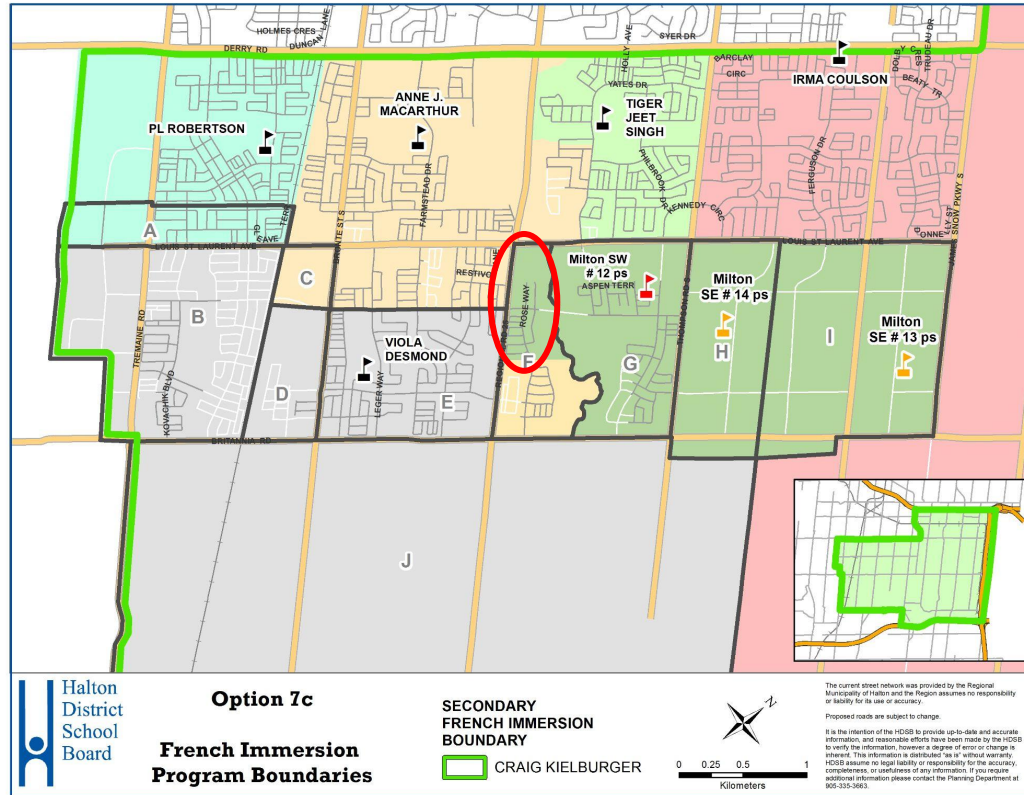 HOLMES CRES
DUNCAN LANE
DERRY RD
HOLLY AVE
SYER DR
BARCLAY
CIRC
TRUDEAU DR
BEATY TR
IRMA COULSON
YATES DR
ANNE J.
MACARTHUR
TIGER
JEET
SINGH
PL ROBERTSON
FARMSTEAD DR
PHILBROOK DR
KENNEDY CIRC
FERGUSON DR
JAMES SNOW PKWY S
A
LOUIS ST LAURENT AVE
BRONTE ST S
LOUIS ST LAURENT AVE
C
RESTIVO
Milton SW
# 12 ps
ASPEN TERR
ROSE WAY
THOMPSON RD S
Milton
SE # 14 ps
H
I
Milton
SE # 13 ps
TREMAINE RD
B
VIOLA
DESMOND
F
G
KOVACHIK BLVD
D
LEGER WAY
E
BRITANNIA RD
J
Halton
District
School
Board
Option 7c
French Immersion
Program Boundaries
SECONDARY
FRENCH IMMERSION
BOUNDARY
CRAIG KIELBURGER
N
0 0.25 0.5 1
Kilometers
The current street network was provided by the Regional
Municipality of Halton and the Region assumes no responsibility
or liability for its use or accuracy.
Proposed roads are subject to change.
It is the intention of the HDSB to provide up-to-date and accurate
information, and reasonable efforts have been made by the HDSB
to verify the information, however a degree of error or change is
inherent. This information is distributed "as is" without warranty.
HDSB assume no legal liability or responsibility for the accuracy,
completeness, or usefulness of any information. If you require
additional information please contact the Planning Department at
905-335-3663.